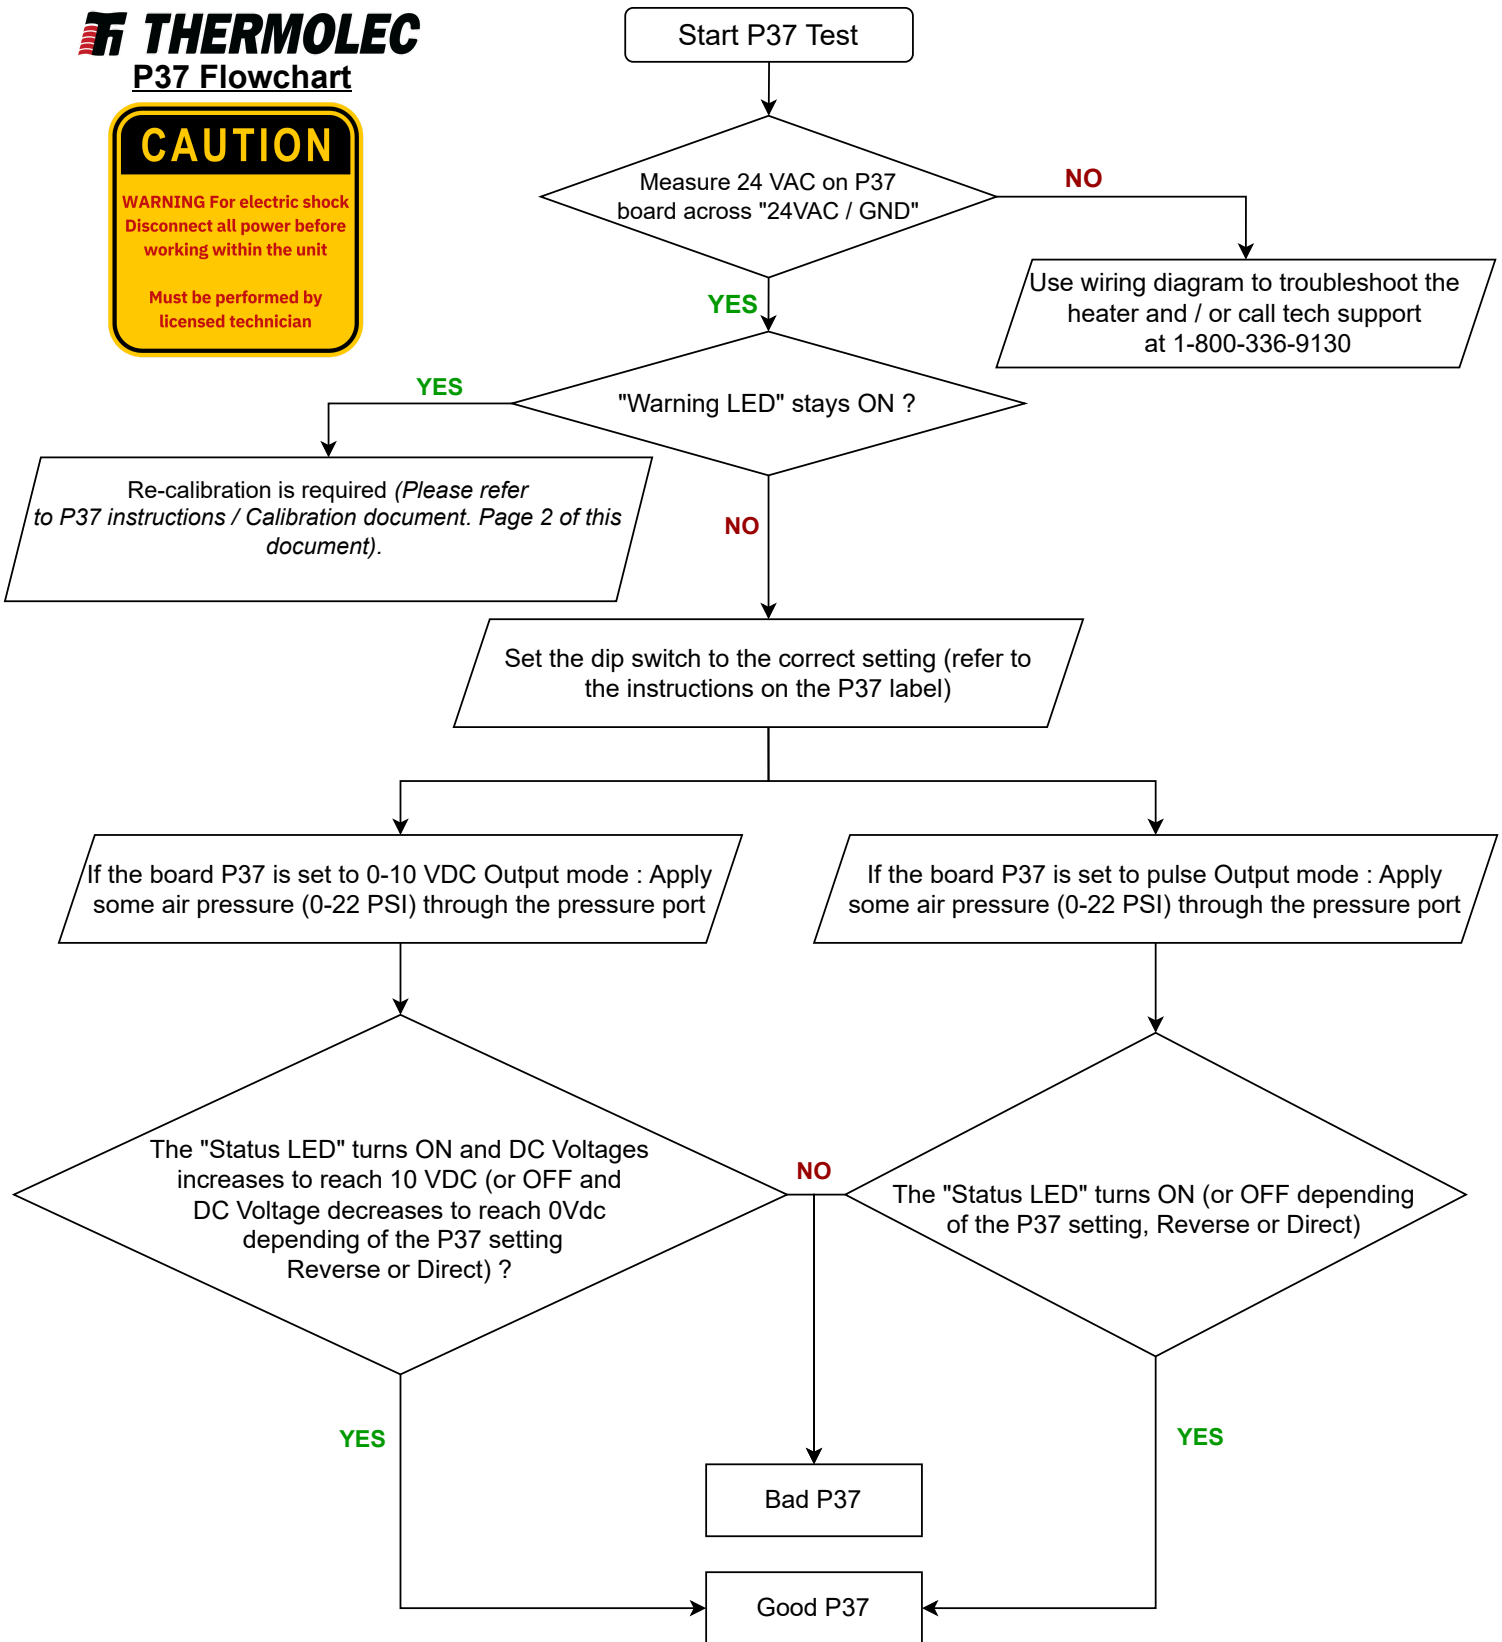 THERMOLEC
P37 Flowchart
CAUTION
WARNING For electric shock
Disconnect all power before
working within the unit
Must be performed by
licensed technician
Start P37 Test
Measure 24 VAC on P37
board across "24VAC / GND"
NO
Use wiring diagram to troubleshoot the
heater and / or call tech support
at 1-800-336-9130
YES
"Warning LED" stays ON ?
YES
Re-calibration is required (Please refer
to P37 instructions / Calibration document. Page 2 of this
document).
NO
Set the dip switch to the correct setting (refer to
the instructions on the P37 label)
If the board P37 is set to 0-10 VDC Output mode : Apply
some air pressure (0-22 PSI) through the pressure port
If the board P37 is set to pulse Output mode : Apply
some air pressure (0-22 PSI) through the pressure port
The "Status LED" turns ON and DC Voltages
increases to reach 10 VDC (or OFF and
DC Voltage decreases to reach 0Vdc
depending of the P37 setting
Reverse or Direct) ?
NO
The "Status LED" turns ON (or OFF depending
of the P37 setting, Reverse or Direct)
YES
YES
Bad P37
Good P37